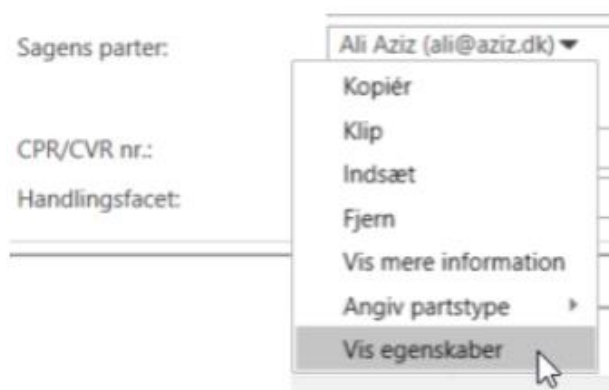 Sagens parter: Ali Aziz (ali@aziz.dk)
Kopiér
Klip
CPR/CVR nr.:
Indsæt
Handlingsfacet:
Fjern
Vis mere information
Angiv partstype
Vis egenskaber